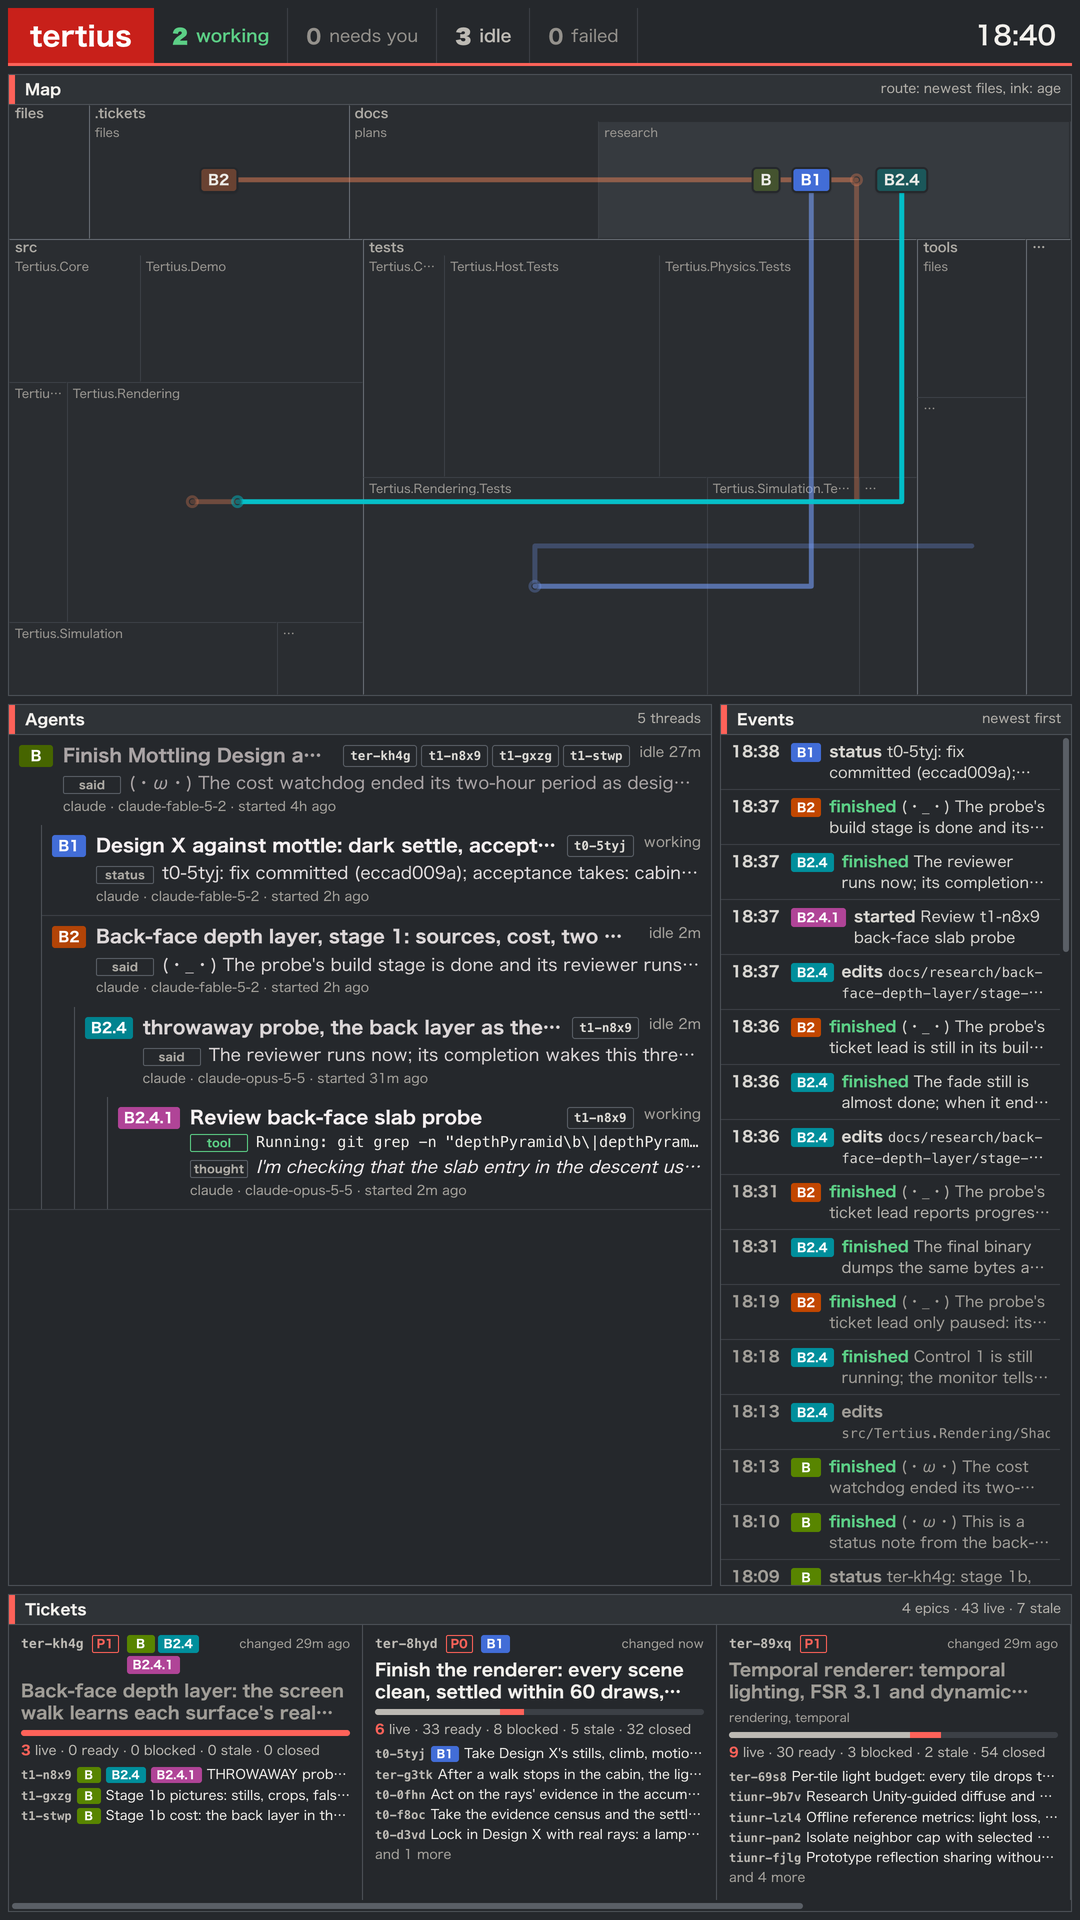 tertius 2 working 0 needs you 3 idle 0 failed 18:40
Map route: newest files, ink: age
files .tickets docs
files plans research
B2 B B1 B2.4
src tests tools ···
Tertius.Core Tertius.Demo Tertius.C··· Tertius.Host.Tests Tertius.Physics.Tests files
Tertiu··· Tertius.Rendering ···
Tertius.Rendering.Tests Tertius.Simulation.Te··· ···
Tertius.Simulation ···
Agents 5 threads
B Finish Mottling Design a··· ter-kh4g t1-n8x9 t1-gxzg t1-stwp idle 27m
said (・ω・) The cost watchdog ended its two-hour period as desig···
claude · claude-fable-5-2 · started 4h ago
B1 Design X against mottle: dark settle, accept··· t0-5tyj working
status t0-5tyj: fix committed (eccad009a); acceptance takes: cabin···
claude · claude-fable-5-2 · started 2h ago
B2 Back-face depth layer, stage 1: sources, cost, two ··· idle 2m
said (・_・) The probe's build stage is done and its reviewer runs···
claude · claude-fable-5-2 · started 2h ago
B2.4 throwaway probe, the back layer as the··· t1-n8x9 idle 2m
said The reviewer runs now; its completion wakes this thre···
claude · claude-opus-5-5 · started 31m ago
B2.4.1 Review back-face slab probe t1-n8x9 working
tool Running: git grep -n "depthPyramid\b\|depthPyram…
thought I'm checking that the slab entry in the descent us···
claude · claude-opus-5-5 · started 2m ago
Events newest first
18:38 B1 status t0-5tyj: fix
committed (eccad009a);···
18:37 B2 finished (・_・) The probe's
build stage is done and its···
18:37 B2.4 finished The reviewer
runs now; its completion···
18:37 B2.4.1 started Review t1-n8x9
back-face slab probe
18:37 B2.4 edits docs/research/back-
face-depth-layer/stage-···
18:36 B2 finished (・_・) The probe's
ticket lead is still in its buil···
18:36 B2.4 finished The fade still is
almost done; when it end···
18:36 B2.4 edits docs/research/back-
face-depth-layer/stage-···
18:31 B2 finished (・_・) The probe's
ticket lead reports progres···
18:31 B2.4 finished The final binary
dumps the same bytes a···
18:19 B2 finished (・_・) The probe's
ticket lead only paused: its···
18:18 B2.4 finished Control 1 is still
running; the monitor tells···
18:13 B2.4 edits
src/Tertius.Rendering/Shac
18:13 B finished (・ω・) The cost
watchdog ended its two-···
18:10 B finished (・ω・) This is a
status note from the back-···
18:09 B status ter-kh4g: stage 1b,
Tickets 4 epics · 43 live · 7 stale
ter-kh4g P1 B B2.4 changed 29m ago
B2.4.1
Back-face depth layer: the screen
walk learns each surface's real···
3 live · 0 ready · 0 blocked · 0 stale · 0 closed
t1-n8x9 B B2.4 B2.4.1 THROWAWAY prob···
t1-gxzg B Stage 1b pictures: stills, crops, fals···
t1-stwp B Stage 1b cost: the back layer in th···
ter-8hyd P0 B1 changed now
Finish the renderer: every scene
clean, settled within 60 draws,···
6 live · 33 ready · 8 blocked · 5 stale · 32 closed
t0-5tyj B1 Take Design X's stills, climb, motio···
ter-g3tk After a walk stops in the cabin, the lig···
t0-0fhn Act on the rays' evidence in the accum···
t0-f8oc Take the evidence census and the settl···
t0-d3vd Lock in Design X with real rays: a lamp···
and 1 more
ter-89xq P1 changed 29m ago
Temporal renderer: temporal
lighting, FSR 3.1 and dynamic···
rendering, temporal
9 live · 30 ready · 3 blocked · 2 stale · 54 closed
ter-69s8 Per-tile light budget: every tile drops t···
tiunr-9b7v Research Unity-guided diffuse and ···
tiunr-lzl4 Offline reference metrics: light loss, ···
tiunr-pan2 Isolate neighbor cap with selected ···
tiunr-fjlg Prototype reflection sharing withou···
and 4 more